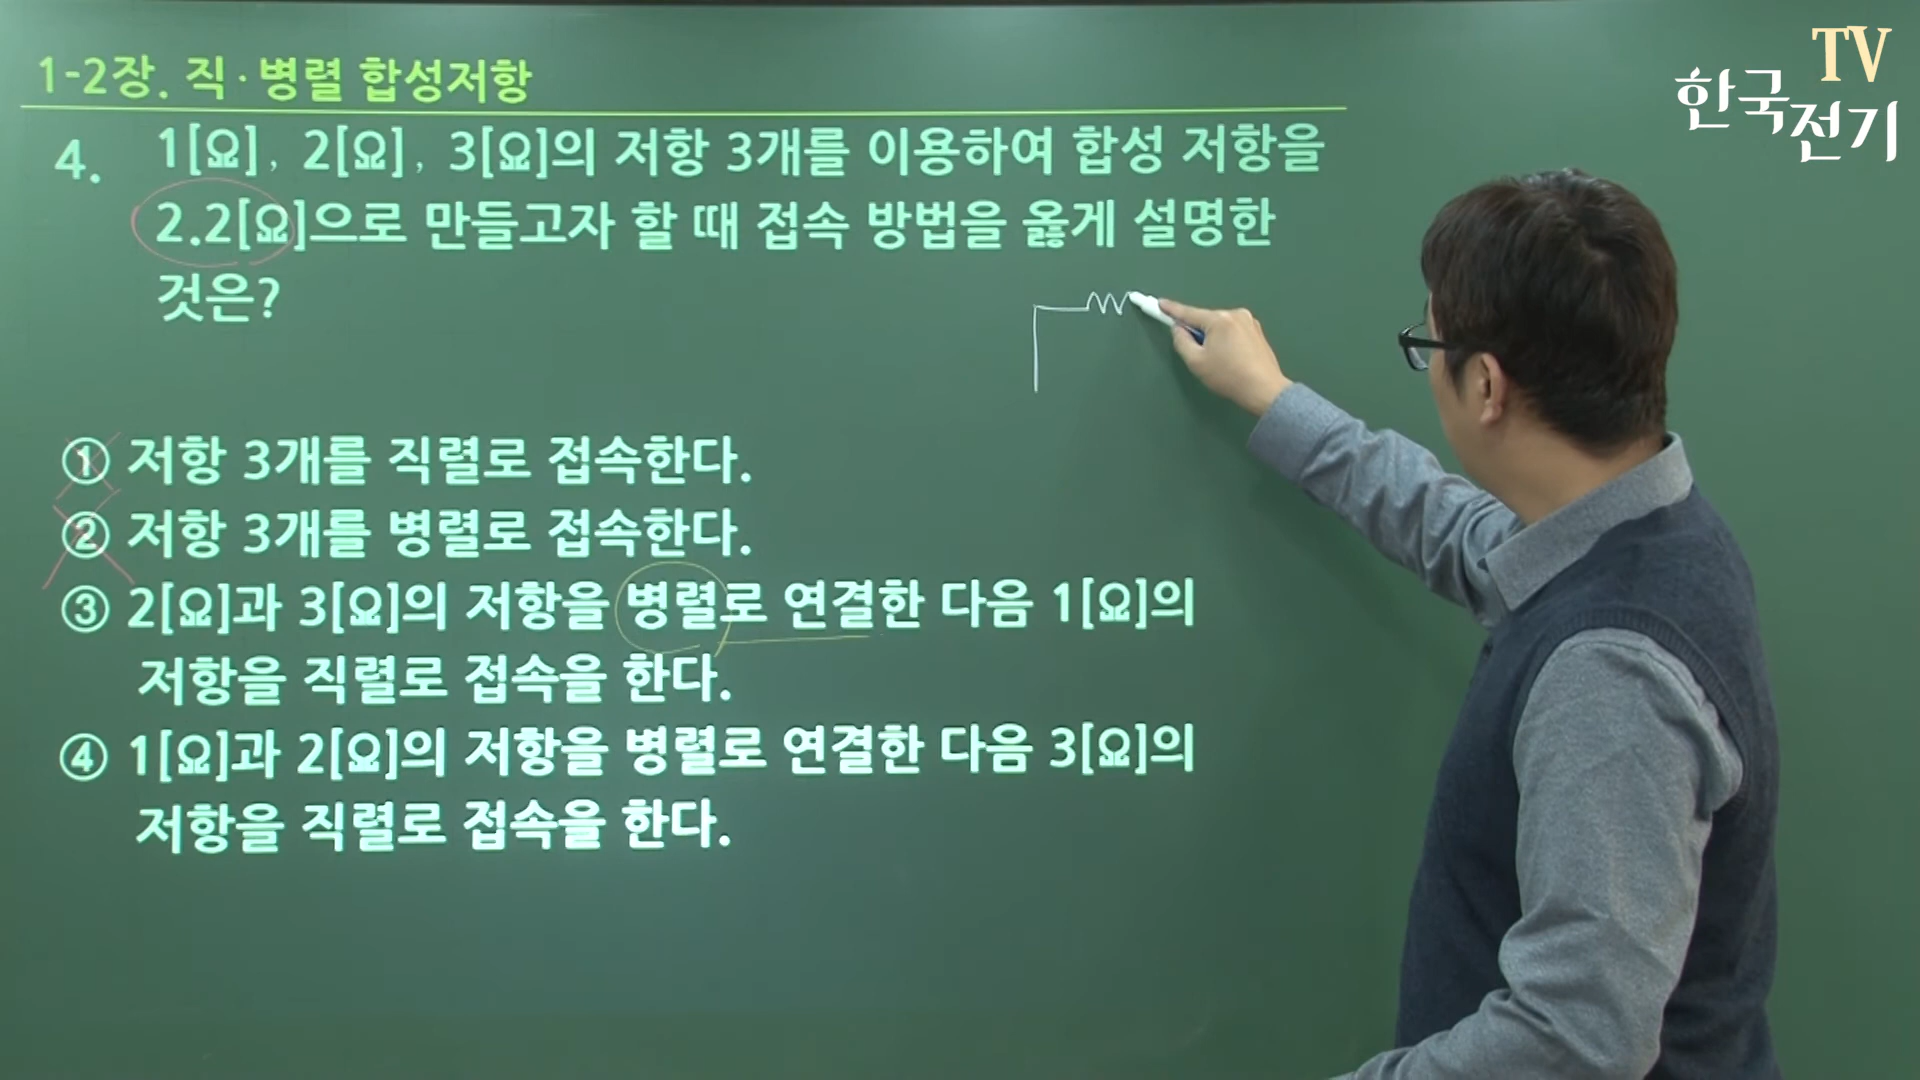 TV
한국전기
1-2장. 직·병렬 합성저항
4. 1[Ω], 2[Ω], 3[Ω]의 저항 3개를 이용하여 합성 저항을
2.2[Ω]으로 만들고자 할 때 접속 방법을 옳게 설명한
것은?
① 저항 3개를 직렬로 접속한다.
② 저항 3개를 병렬로 접속한다.
③ 2[Ω]과 3[Ω]의 저항을 병렬로 연결한 다음 1[Ω]의
저항을 직렬로 접속을 한다.
④ 1[Ω]과 2[Ω]의 저항을 병렬로 연결한 다음 3[Ω]의
저항을 직렬로 접속을 한다.